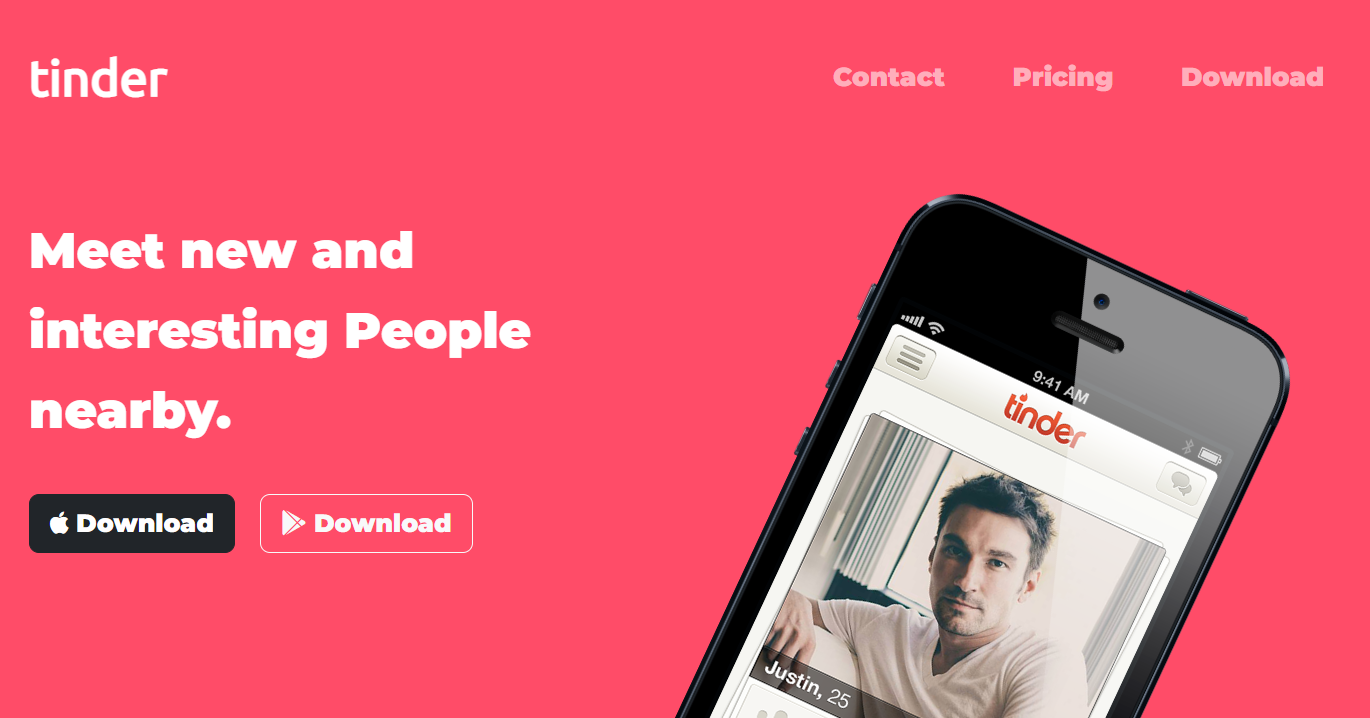 tinder
Contact
Pricing
Download
Meet new and
interesting People
nearby.
Download
Download
9:41 AM
tinder
Justin, 25